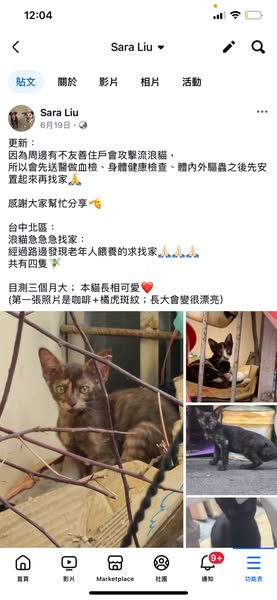 12:04
Sara Liu
貼文 關於 影片 相片 活動
Sara Liu
6月19日
更新：
因為周邊有不友善住戶會攻擊流浪貓，
所以會先送醫做血檢、身體健康檢查、體內外驅蟲之後先安
置起來再找家🙏
感謝大家幫忙分享🫶
台中北區：
浪貓急急急找家：
經過路邊發現老年人餵養的求找家🙏🏻🙏🏻🙏🏻
共有四隻🧚
目測三個月大； 本貓長相可愛❤️
(第一張照片是咖啡+橘虎斑紋；長大會變很漂亮)
9+
首頁 影片 Marketplace 社團 通知 功能表